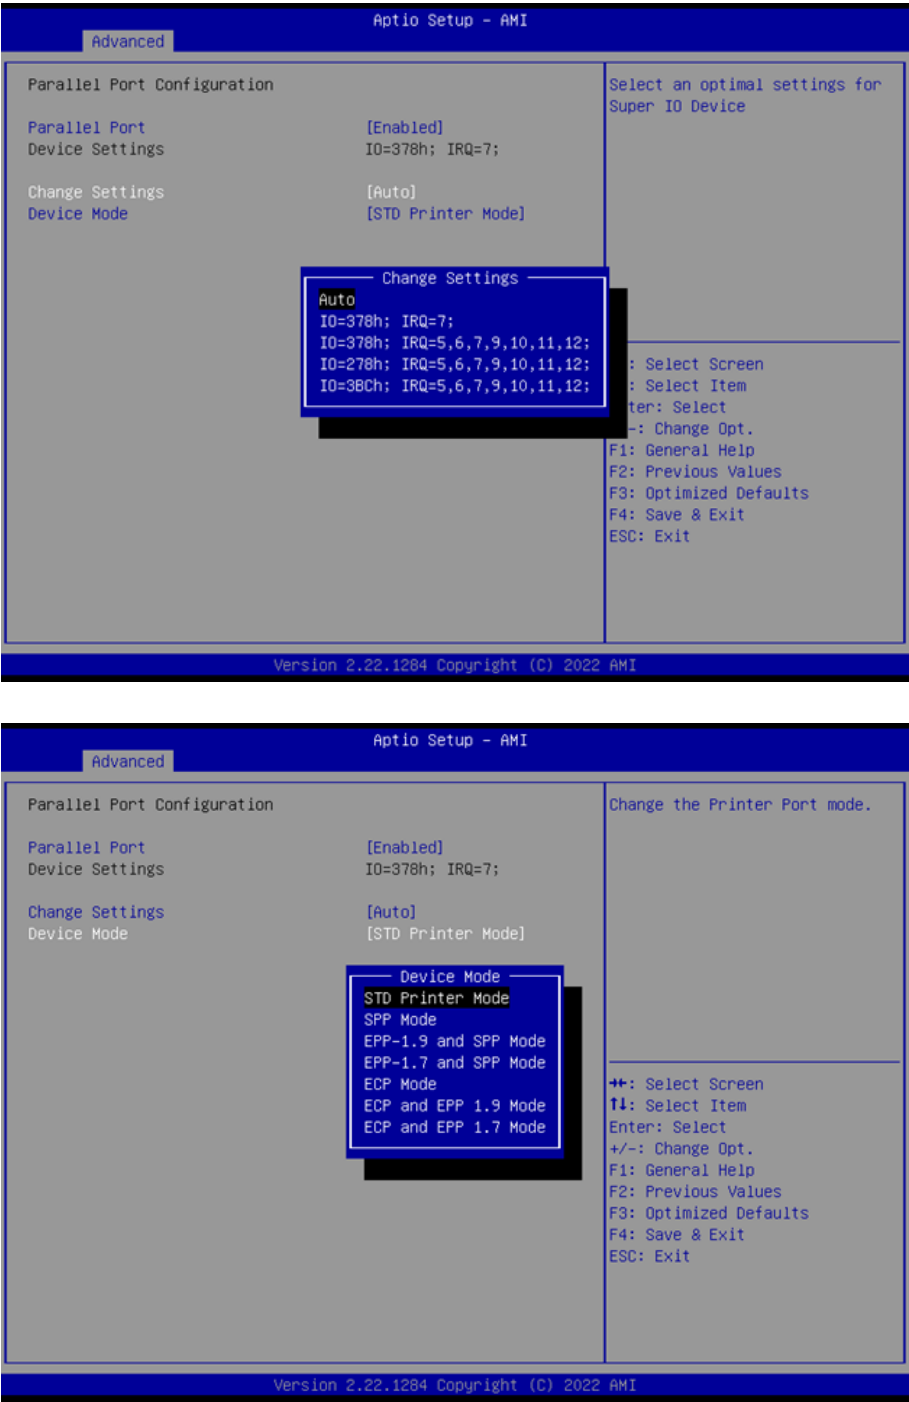 Aptio Setup - AMI
Advanced
Parallel Port Configuration
Parallel Port [Enabled]
Device Settings IO=378h; IRQ=7;
Change Settings [Auto]
Device Mode [STD Printer Mode]
Change Settings
Auto
IO=378h; IRQ=7;
IO=378h; IRQ=5,6,7,9,10,11,12;
IO=278h; IRQ=5,6,7,9,10,11,12;
IO=3BCh; IRQ=5,6,7,9,10,11,12;
Select an optimal settings for
Super IO Device
: Select Screen
: Select Item
ter: Select
-: Change Opt.
F1: General Help
F2: Previous Values
F3: Optimized Defaults
F4: Save & Exit
ESC: Exit
Version 2.22.1284 Copyright (C) 2022 AMI
Aptio Setup - AMI
Advanced
Parallel Port Configuration
Parallel Port [Enabled]
Device Settings IO=378h; IRQ=7;
Change Settings [Auto]
Device Mode [STD Printer Mode]
Device Mode
STD Printer Mode
SPP Mode
EPP-1.9 and SPP Mode
EPP-1.7 and SPP Mode
ECP Mode
ECP and EPP 1.9 Mode
ECP and EPP 1.7 Mode
Change the Printer Port mode.
→←: Select Screen
↑↓: Select Item
Enter: Select
+/-: Change Opt.
F1: General Help
F2: Previous Values
F3: Optimized Defaults
F4: Save & Exit
ESC: Exit
Version 2.22.1284 Copyright (C) 2022 AMI